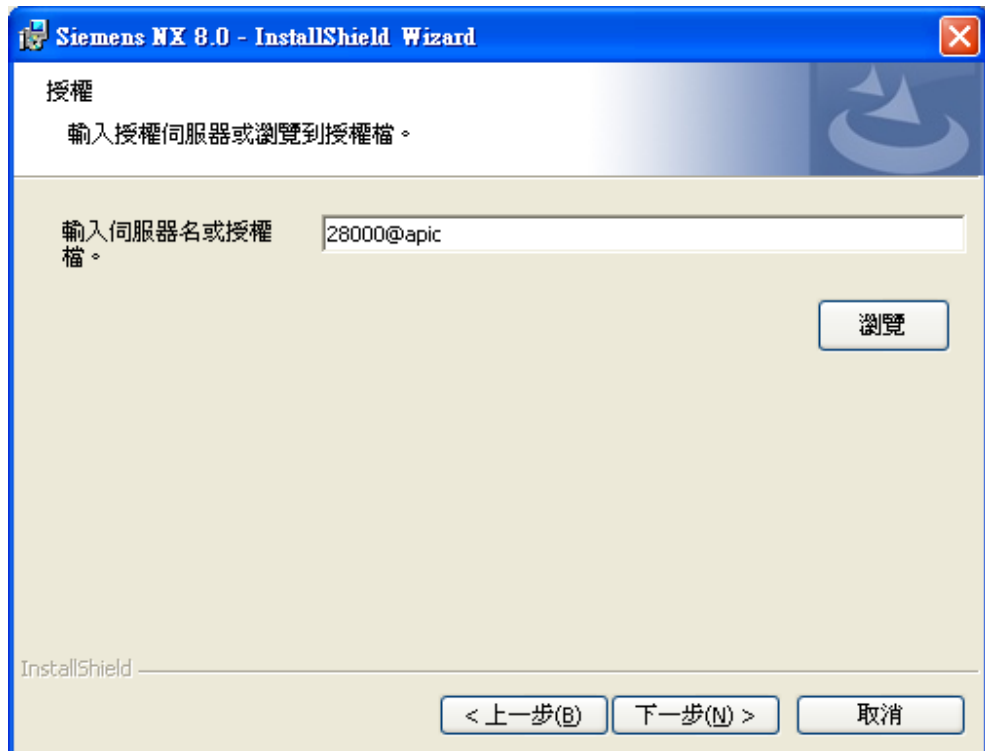 Siemens NX 8.0 - InstallShield Wizard
授權
輸入授權伺服器或瀏覽到授權檔。
輸入伺服器名或授權
檔。
28000@apic
瀏覽
InstallShield
< 上一步(B)
下一步(N) >
取消